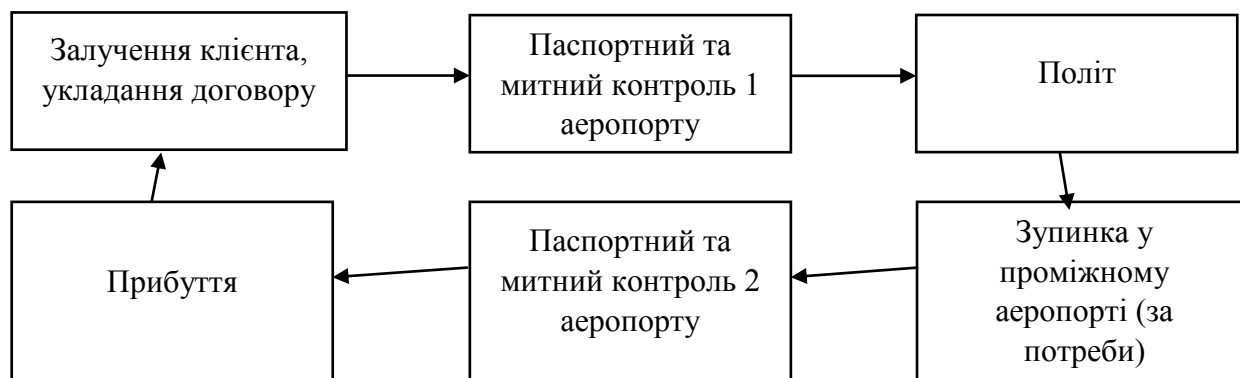 Залучення клієнта,
укладання договору
Паспортний та
митний контроль 1
аеропорту
Політ
Прибуття
Паспортний та
митний контроль 2
аеропорту
Зупинка у
проміжному
аеропорті (за
потреби)